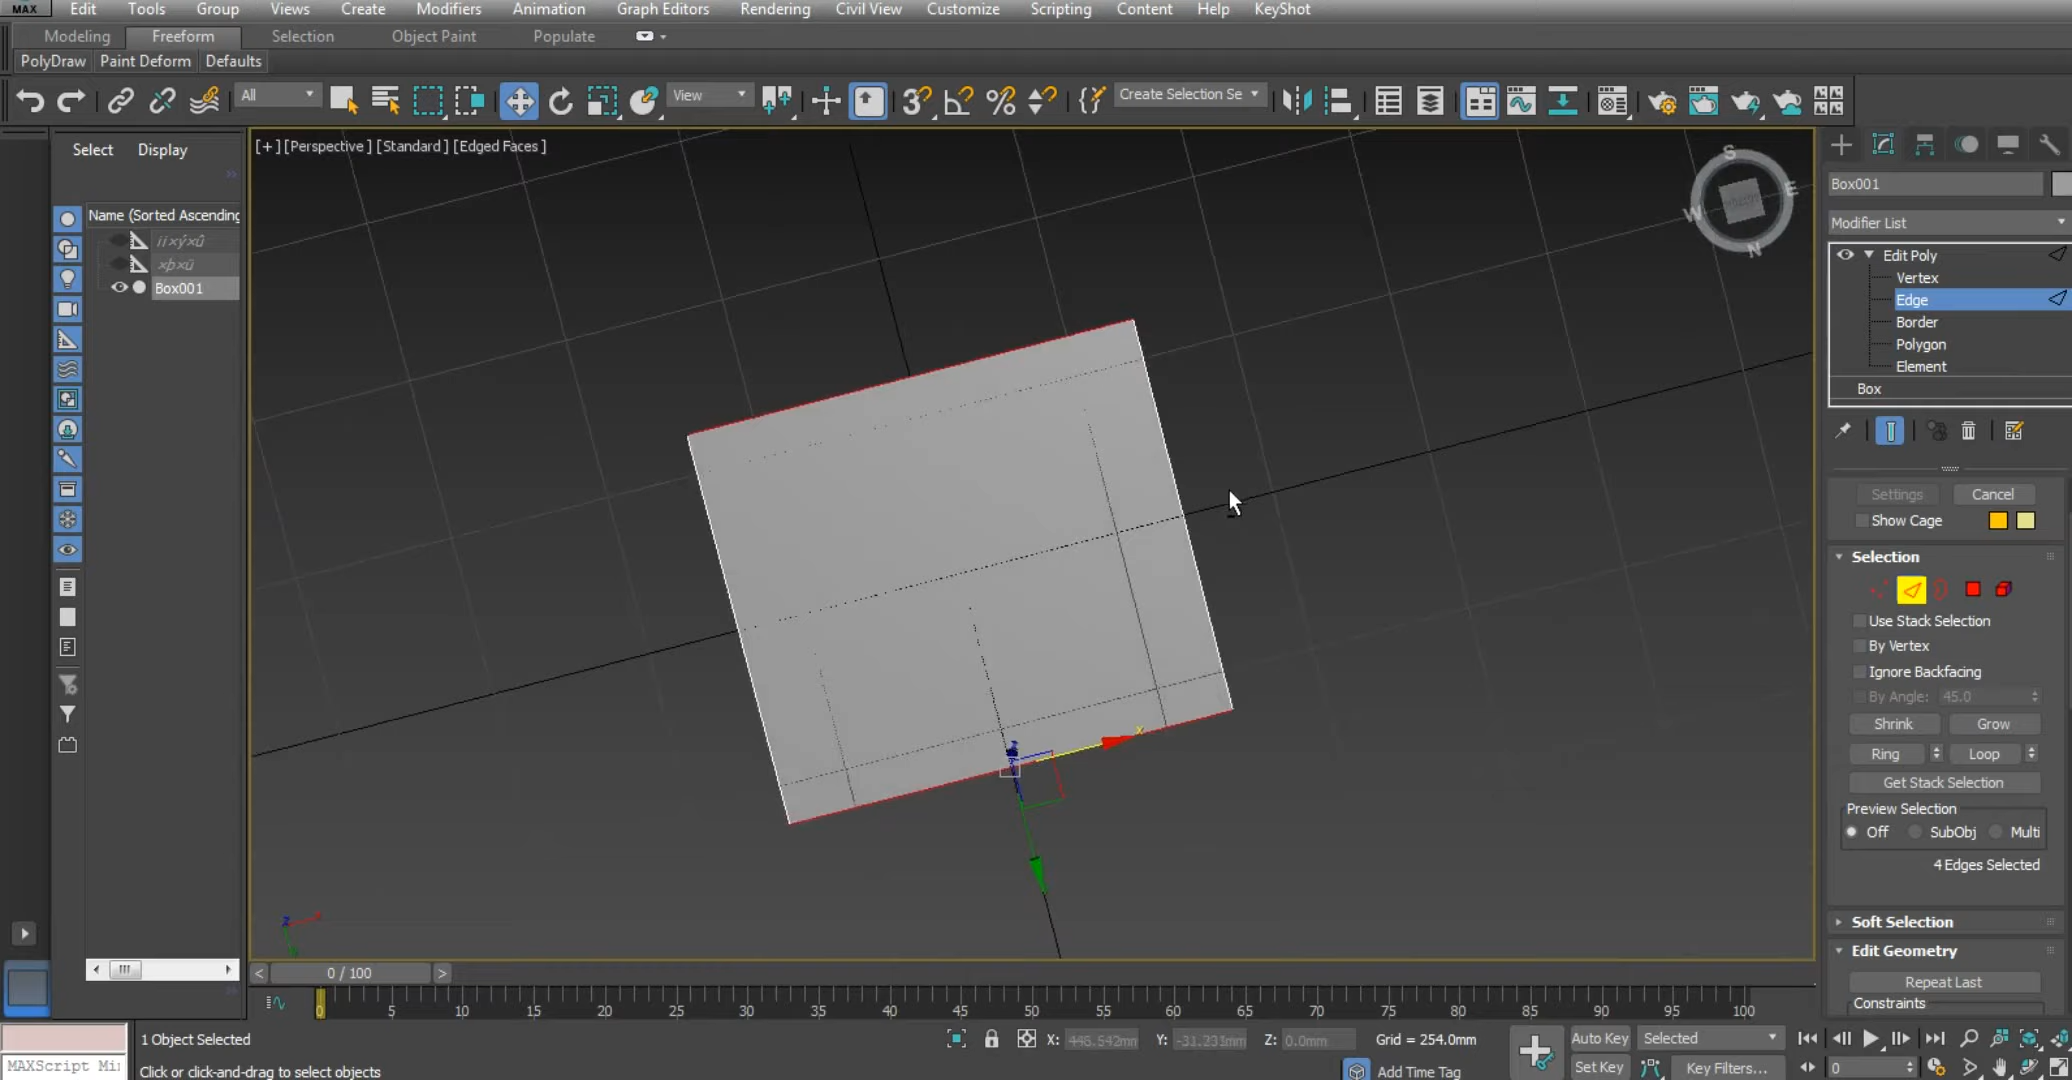 MAX Edit Tools Group Views Create Modifiers Animation Graph Editors Rendering Civil View Customize Scripting Content Help KeyShot
Modeling Freeform Selection Object Paint Populate
PolyDraw Paint Deform Defaults
All View Create Selection Se
Select Display
[+] [Perspective] [Standard] [Edged Faces]
S
E
W
N
Name (Sorted Ascending
Box001
Box001
Modifier List
Edit Poly
Vertex
Edge
Border
Polygon
Element
Box
Settings Cancel
Show Cage
Selection
Use Stack Selection
By Vertex
Ignore Backfacing
By Angle: 45.0
Shrink Grow
Ring Loop
Get Stack Selection
Preview Selection
Off SubObj Multi
4 Edges Selected
Soft Selection
Edit Geometry
Repeat Last
Constraints
x
z
< 0 / 100 >
0 5 10 15 20 25 30 35 40 45 50 55 60 65 70 75 80 85 90 95 100
1 Object Selected X: 446.542mm Y: -31.231mm Z: 0.0mm Grid = 254.0mm Auto Key Selected
MAXScript Mi Click or click-and-drag to select objects Add Time Tag Set Key Key Filters... 0